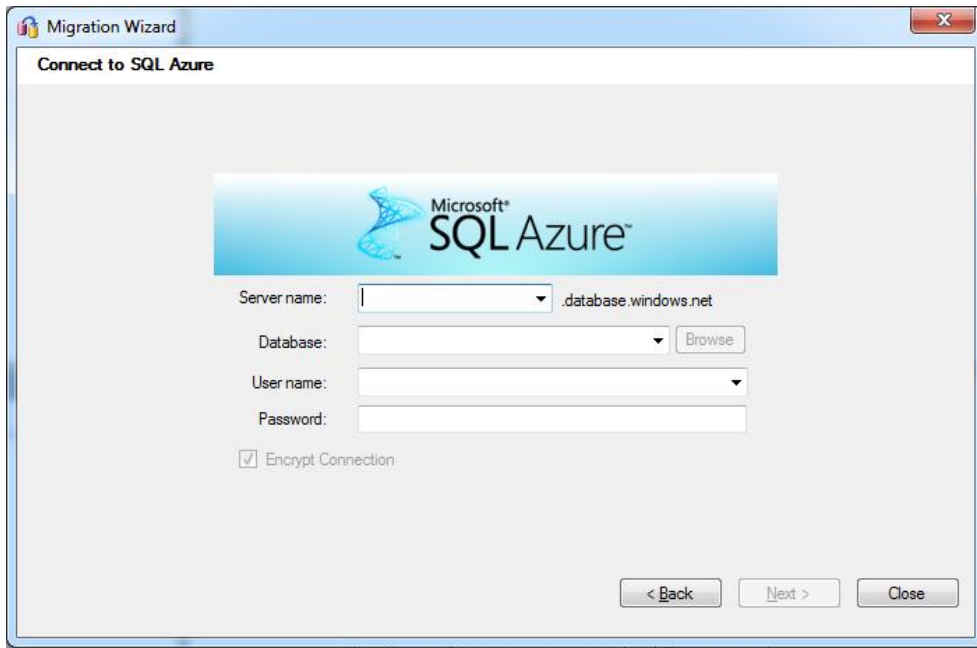 Migration Wizard
Connect to SQL Azure
Microsoft®
SQL Azure™
Server name: .database.windows.net
Database: Browse
User name:
Password:
Encrypt Connection
< Back Next > Close